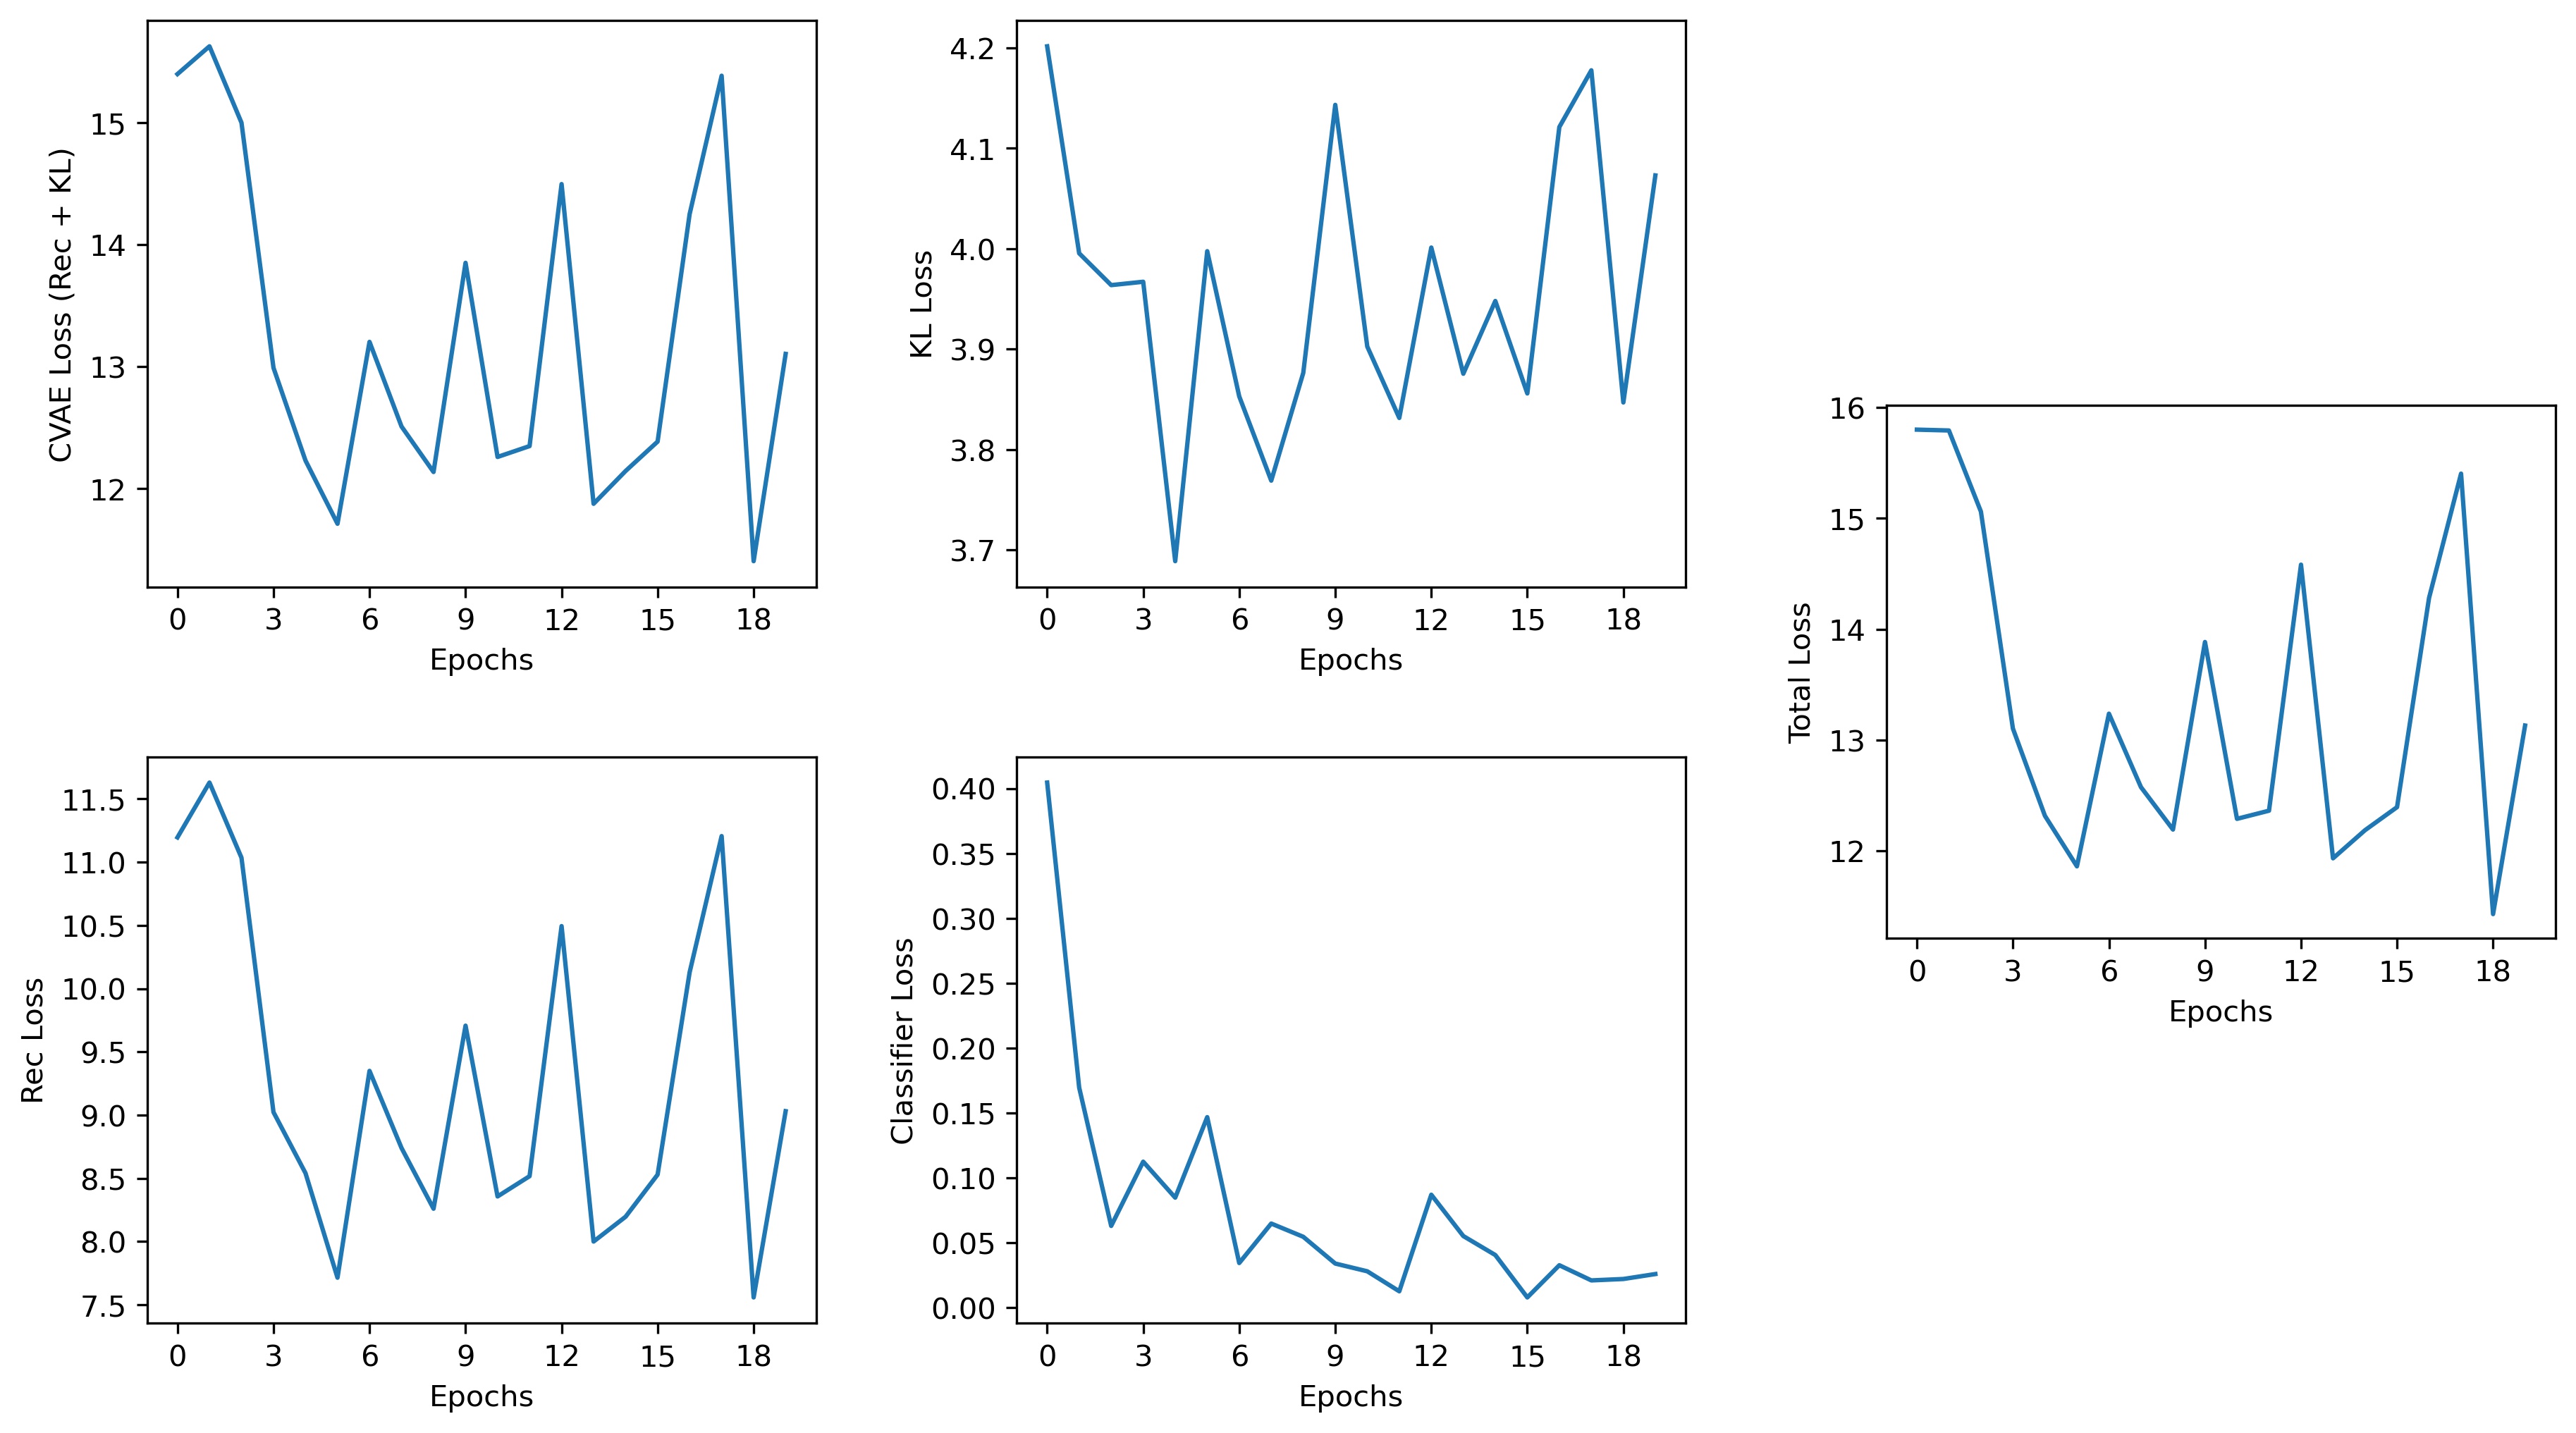 CVAE Loss (Rec + KL)
15
14
13
12
0 3 6 9 12 15 18
Epochs
KL Loss
4.2
4.1
4.0
3.9
3.8
3.7
0 3 6 9 12 15 18
Epochs
Rec Loss
11.5
11.0
10.5
10.0
9.5
9.0
8.5
8.0
7.5
0 3 6 9 12 15 18
Epochs
Classifier Loss
0.40
0.35
0.30
0.25
0.20
0.15
0.10
0.05
0.00
0 3 6 9 12 15 18
Epochs
Total Loss
16
15
14
13
12
0 3 6 9 12 15 18
Epochs